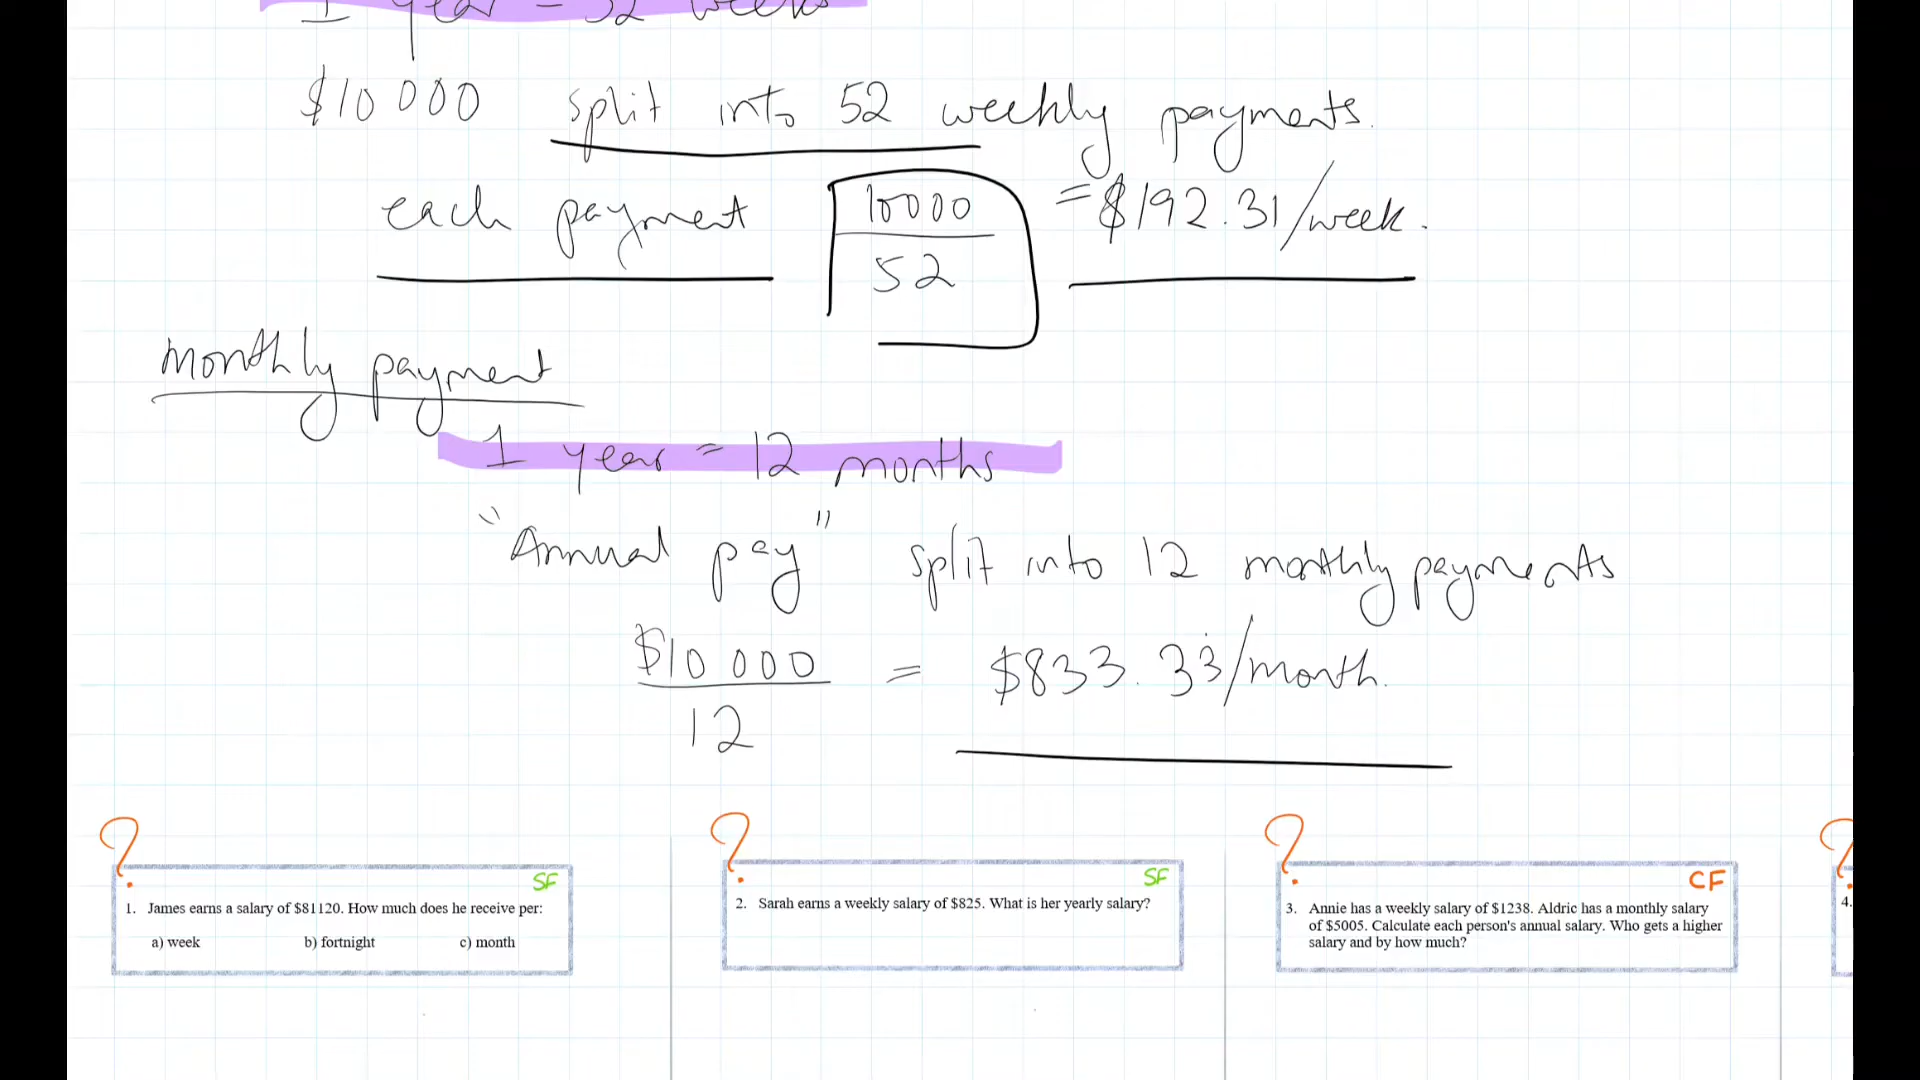 1 year = 52 weeks
$10 000 split into 52 weekly payments.
each payment 10000/52 = $192.31/week.
Monthly payment
1 year = 12 months
"Annual pay" split into 12 monthly payments
$10 000/12 = $833.33̇/month.
?
SF
1. James earns a salary of $81120. How much does he receive per:
a) week b) fortnight c) month
?
SF
2. Sarah earns a weekly salary of $825. What is her yearly salary?
?
CF
3. Annie has a weekly salary of $1238. Aldric has a monthly salary
of $5005. Calculate each person's annual salary. Who gets a higher
salary and by how much?
?
4.